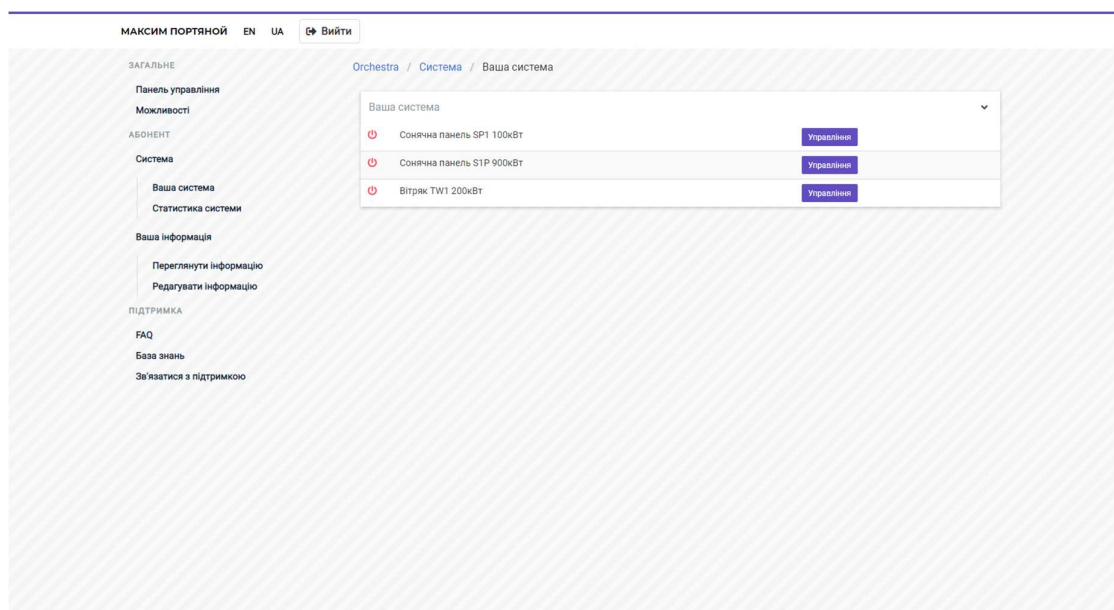 МАКСИМ ПОРТЯНОЙ EN UA Вийти
ЗАГАЛЬНЕ
Панель управління
Можливості
АБОНЕНТ
Система
Ваша система
Статистика системи
Ваша інформація
Переглянути інформацію
Редагувати інформацію
ПІДТРИМКА
FAQ
База знань
Зв'язатися з підтримкою
Orchestra / Система / Ваша система
Ваша система
Сонячна панель SP1 100кВт Управління
Сонячна панель S1P 900кВт Управління
Вітряк TW1 200кВт Управління